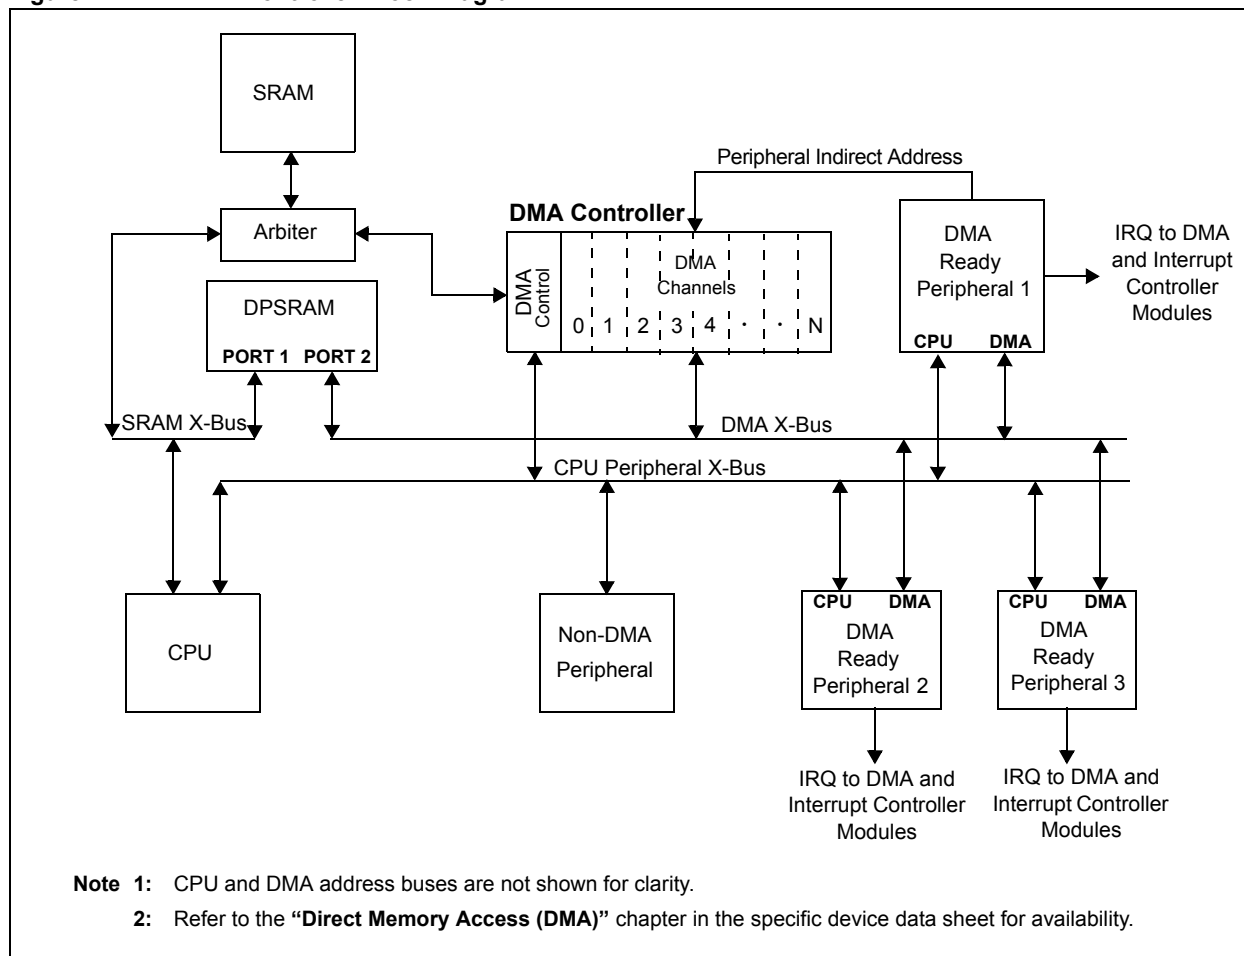 SRAM
Peripheral Indirect Address
DMA Controller
Arbiter
DMA
Control
DMA
Channels
0 1 2 3 4 · · N
DMA
Ready
Peripheral 1
CPU DMA
IRQ to DMA
and Interrupt
Controller
Modules
DPSRAM
PORT 1 PORT 2
SRAM X-Bus
DMA X-Bus
CPU Peripheral X-Bus
CPU
Non-DMA
Peripheral
CPU DMA
DMA
Ready
Peripheral 2
CPU DMA
DMA
Ready
Peripheral 3
IRQ to DMA and
Interrupt Controller
Modules
IRQ to DMA and
Interrupt Controller
Modules
Note 1: CPU and DMA address buses are not shown for clarity.
2: Refer to the “Direct Memory Access (DMA)” chapter in the specific device data sheet for availability.